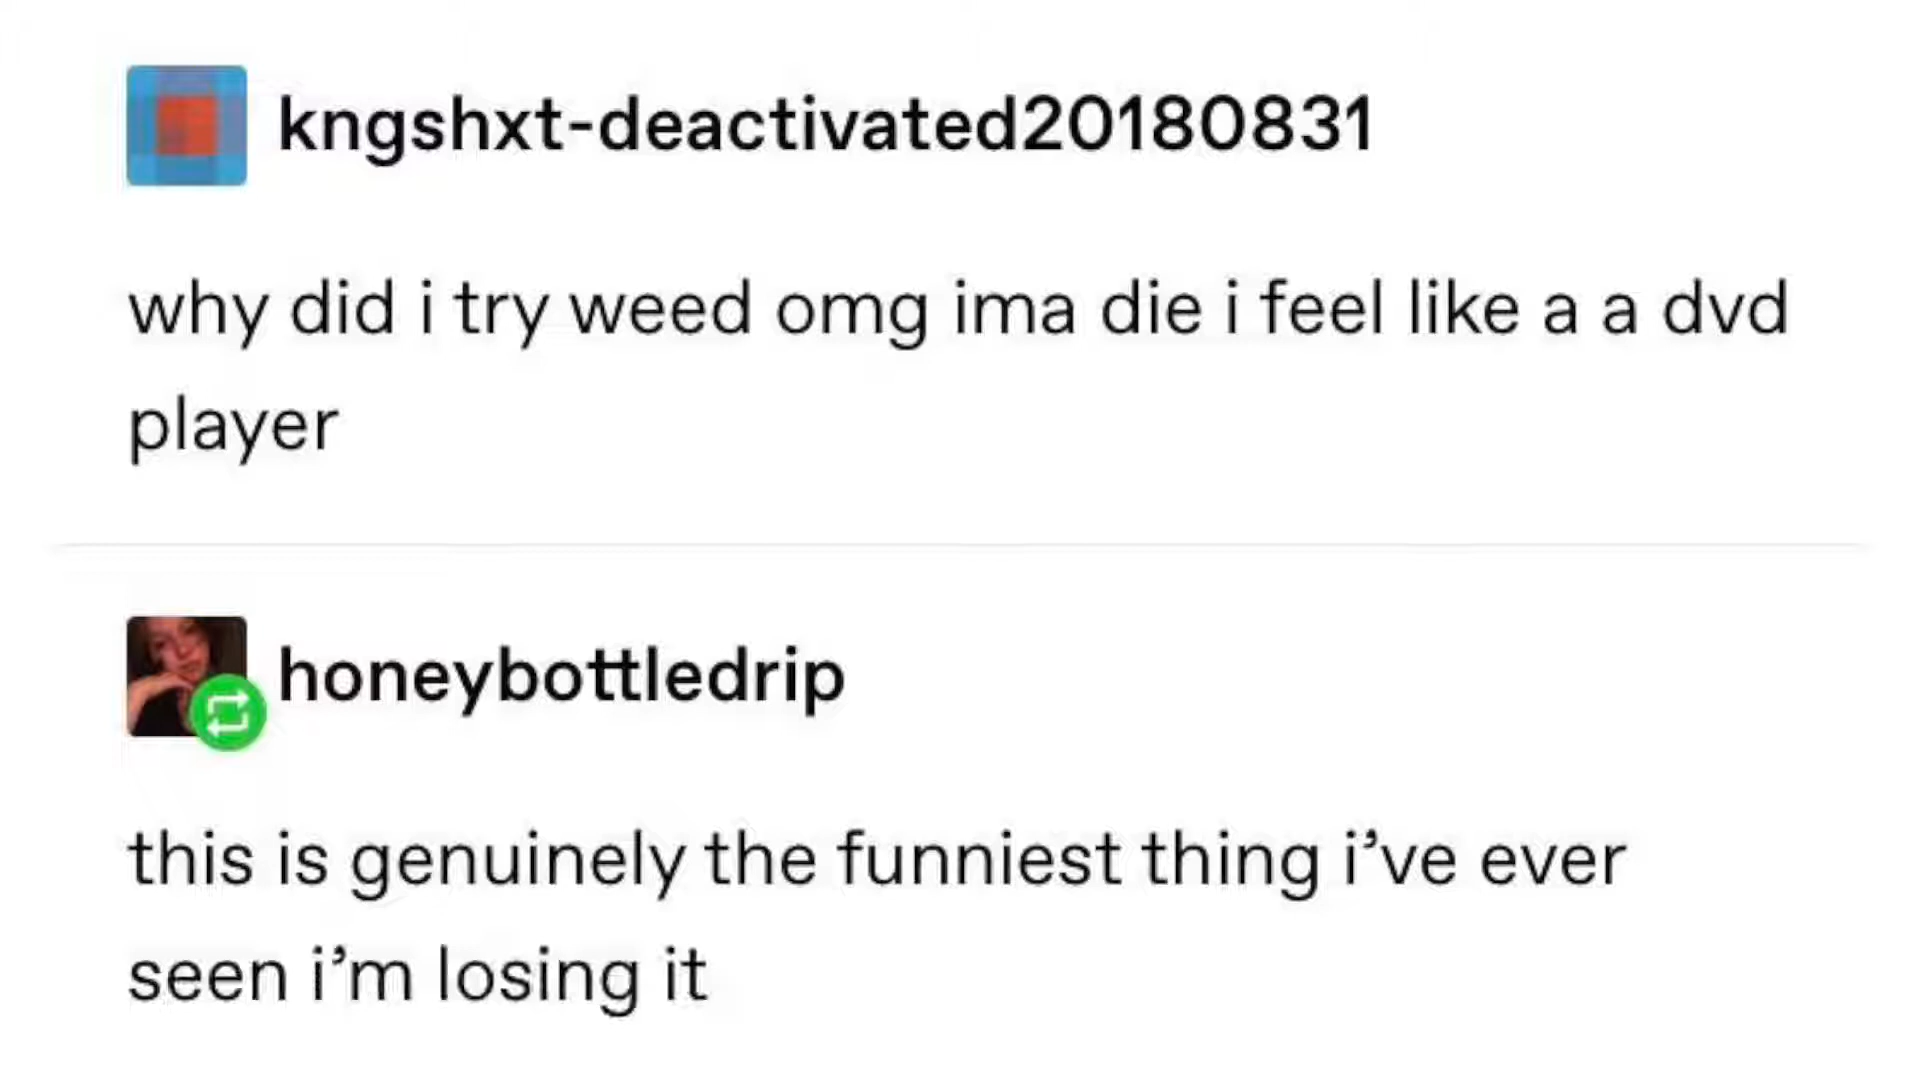 kngshxt-deactivated20180831
why did i try weed omg ima die i feel like a a dvd
player
honeybottledrip
this is genuinely the funniest thing i’ve ever
seen i’m losing it